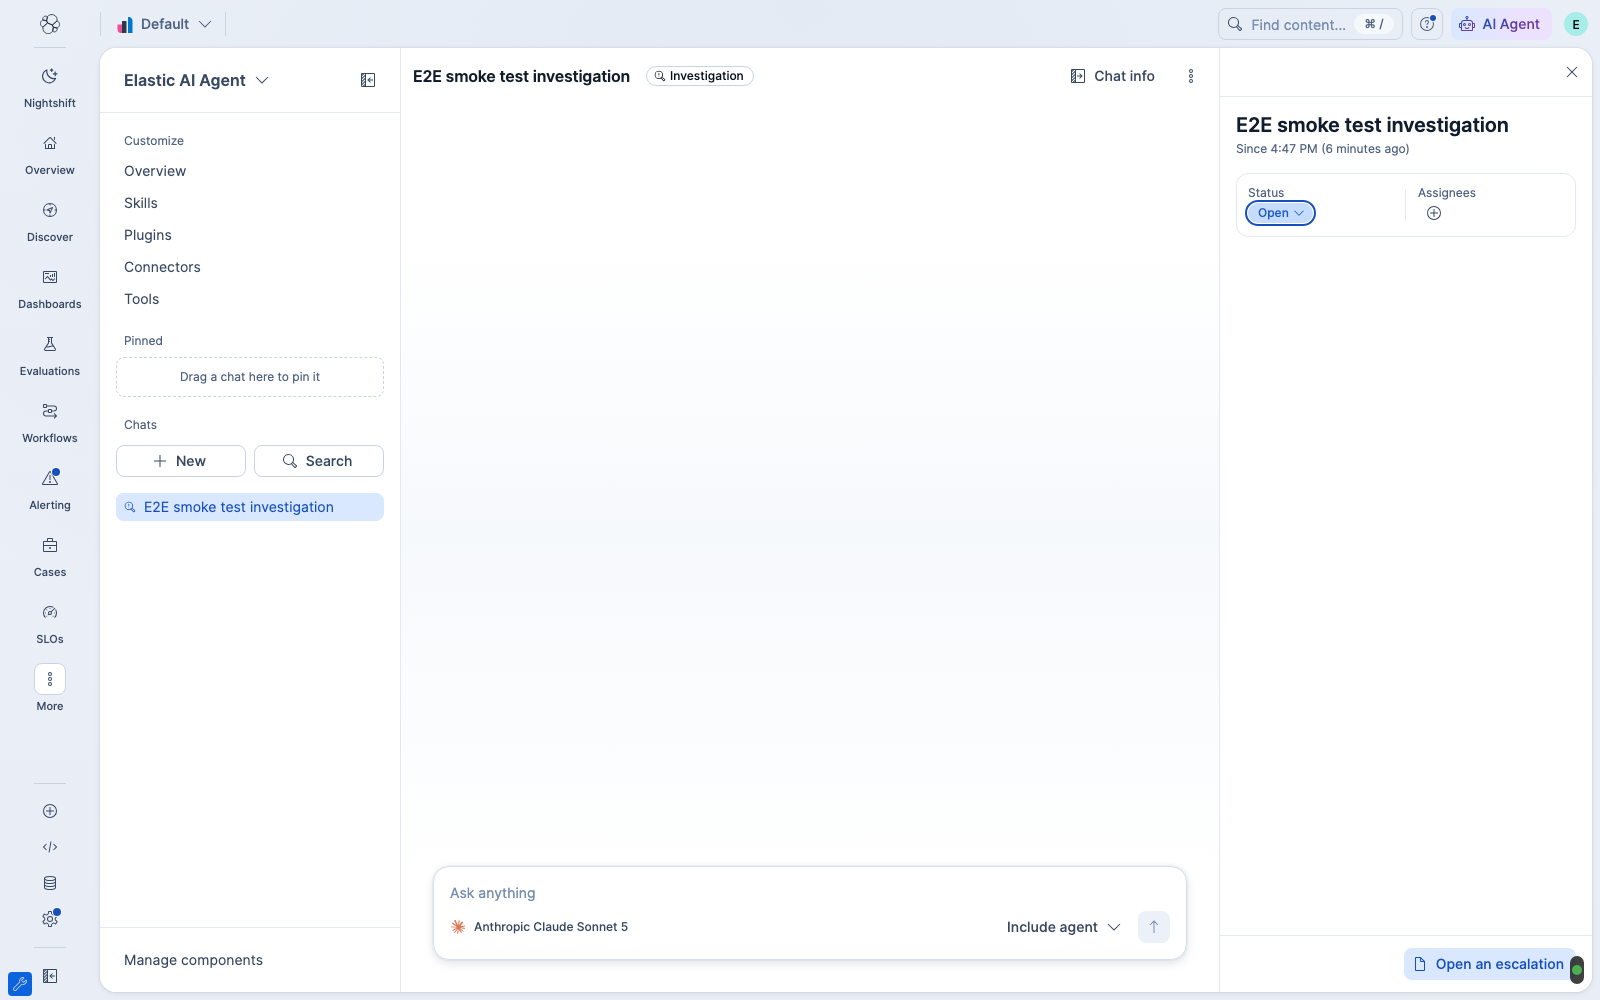 Default
Find content...
⌘ /
AI Agent
E
Nightshift
Overview
Discover
Dashboards
Evaluations
Workflows
Alerting
Cases
SLOs
More
Elastic AI Agent
Customize
Overview
Skills
Plugins
Connectors
Tools
Pinned
Drag a chat here to pin it
Chats
New
Search
E2E smoke test investigation
Manage components
E2E smoke test investigation
Investigation
Chat info
Ask anything
Anthropic Claude Sonnet 5
Include agent
E2E smoke test investigation
Since 4:47 PM (6 minutes ago)
Status
Open
Assignees
Open an escalation